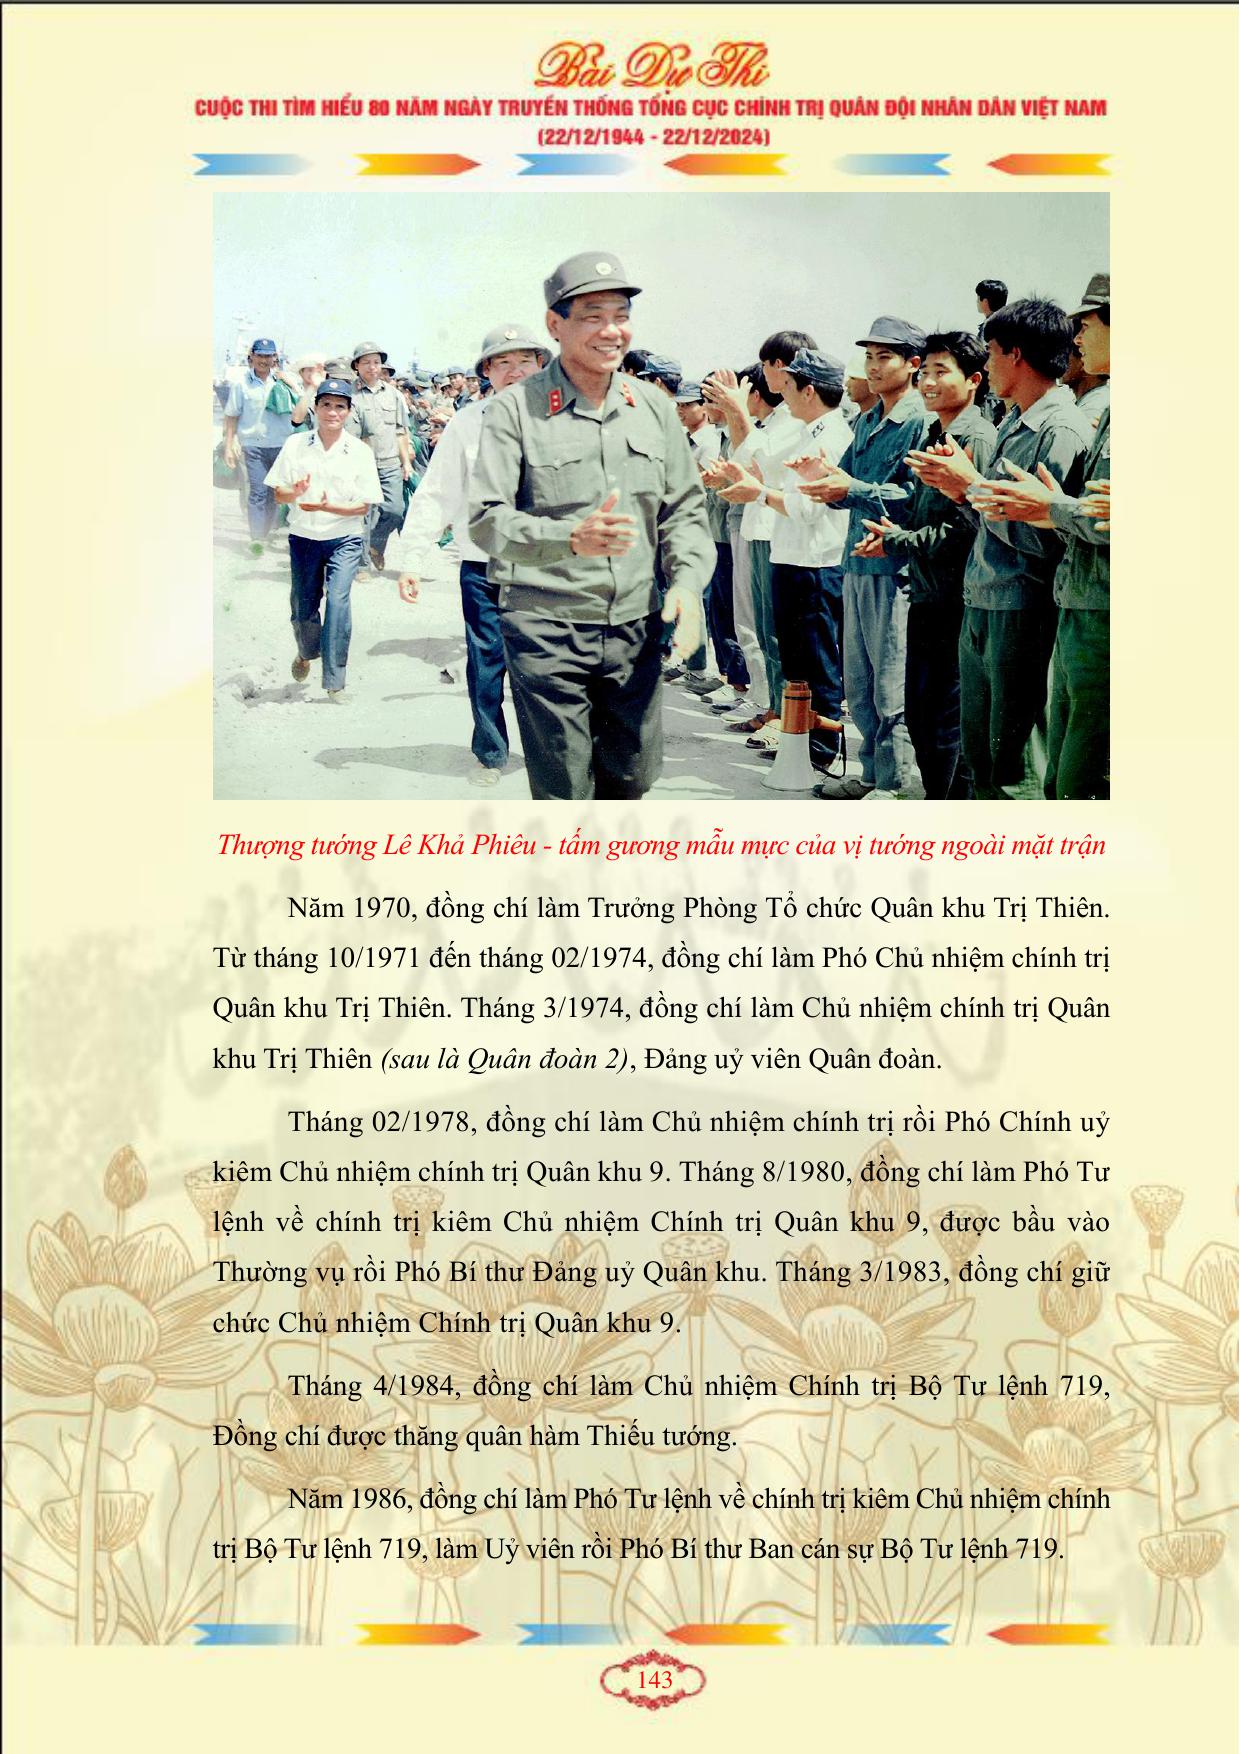 Bài Dự Thi
CUỘC THI TÌM HIỂU 80 NĂM NGÀY TRUYỀN THỐNG TỔNG CỤC CHÍNH TRỊ QUÂN ĐỘI NHÂN DÂN VIỆT NAM
(22/12/1944 - 22/12/2024)
Thượng tướng Lê Khả Phiêu - tấm gương mẫu mực của vị tướng ngoài mặt trận
Năm 1970, đồng chí làm Trưởng Phòng Tổ chức Quân khu Trị Thiên.
Từ tháng 10/1971 đến tháng 02/1974, đồng chí làm Phó Chủ nhiệm chính trị
Quân khu Trị Thiên. Tháng 3/1974, đồng chí làm Chủ nhiệm chính trị Quân
khu Trị Thiên (sau là Quân đoàn 2), Đảng uỷ viên Quân đoàn.
Tháng 02/1978, đồng chí làm Chủ nhiệm chính trị rồi Phó Chính uỷ
kiêm Chủ nhiệm chính trị Quân khu 9. Tháng 8/1980, đồng chí làm Phó Tư
lệnh về chính trị kiêm Chủ nhiệm Chính trị Quân khu 9, được bầu vào
Thường vụ rồi Phó Bí thư Đảng uỷ Quân khu. Tháng 3/1983, đồng chí giữ
chức Chủ nhiệm Chính trị Quân khu 9.
Tháng 4/1984, đồng chí làm Chủ nhiệm Chính trị Bộ Tư lệnh 719,
Đồng chí được thăng quân hàm Thiếu tướng.
Năm 1986, đồng chí làm Phó Tư lệnh về chính trị kiêm Chủ nhiệm chính
trị Bộ Tư lệnh 719, làm Uỷ viên rồi Phó Bí thư Ban cán sự Bộ Tư lệnh 719.
143